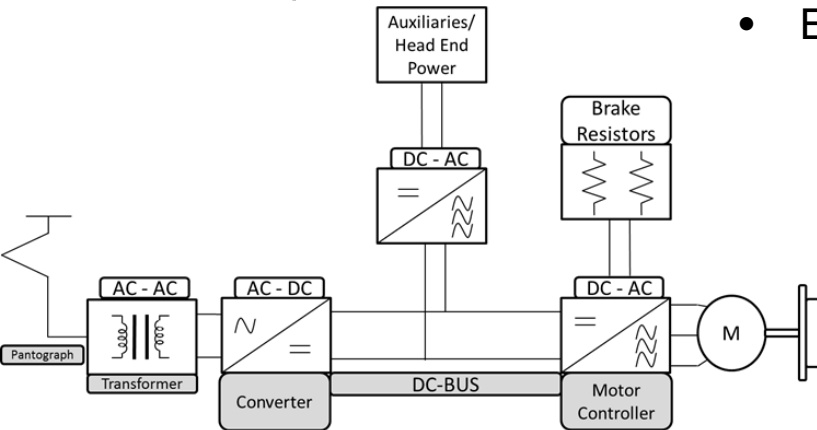 Auxiliaries/
Head End
Power
• E
Brake
Resistors
DC - AC
AC - AC
AC - DC
DC - AC
M
Pantograph
Transformer
Converter
DC-BUS
Motor
Controller